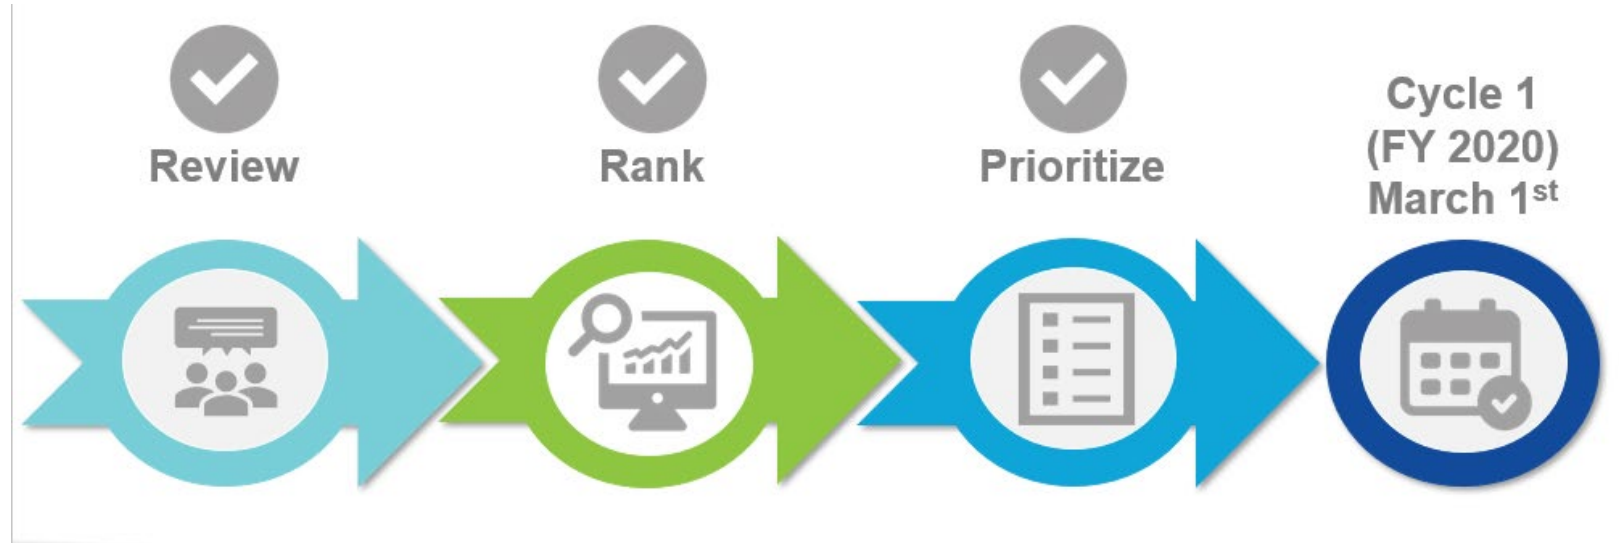 Review
Rank
Prioritize
Cycle 1
(FY 2020)
March 1st